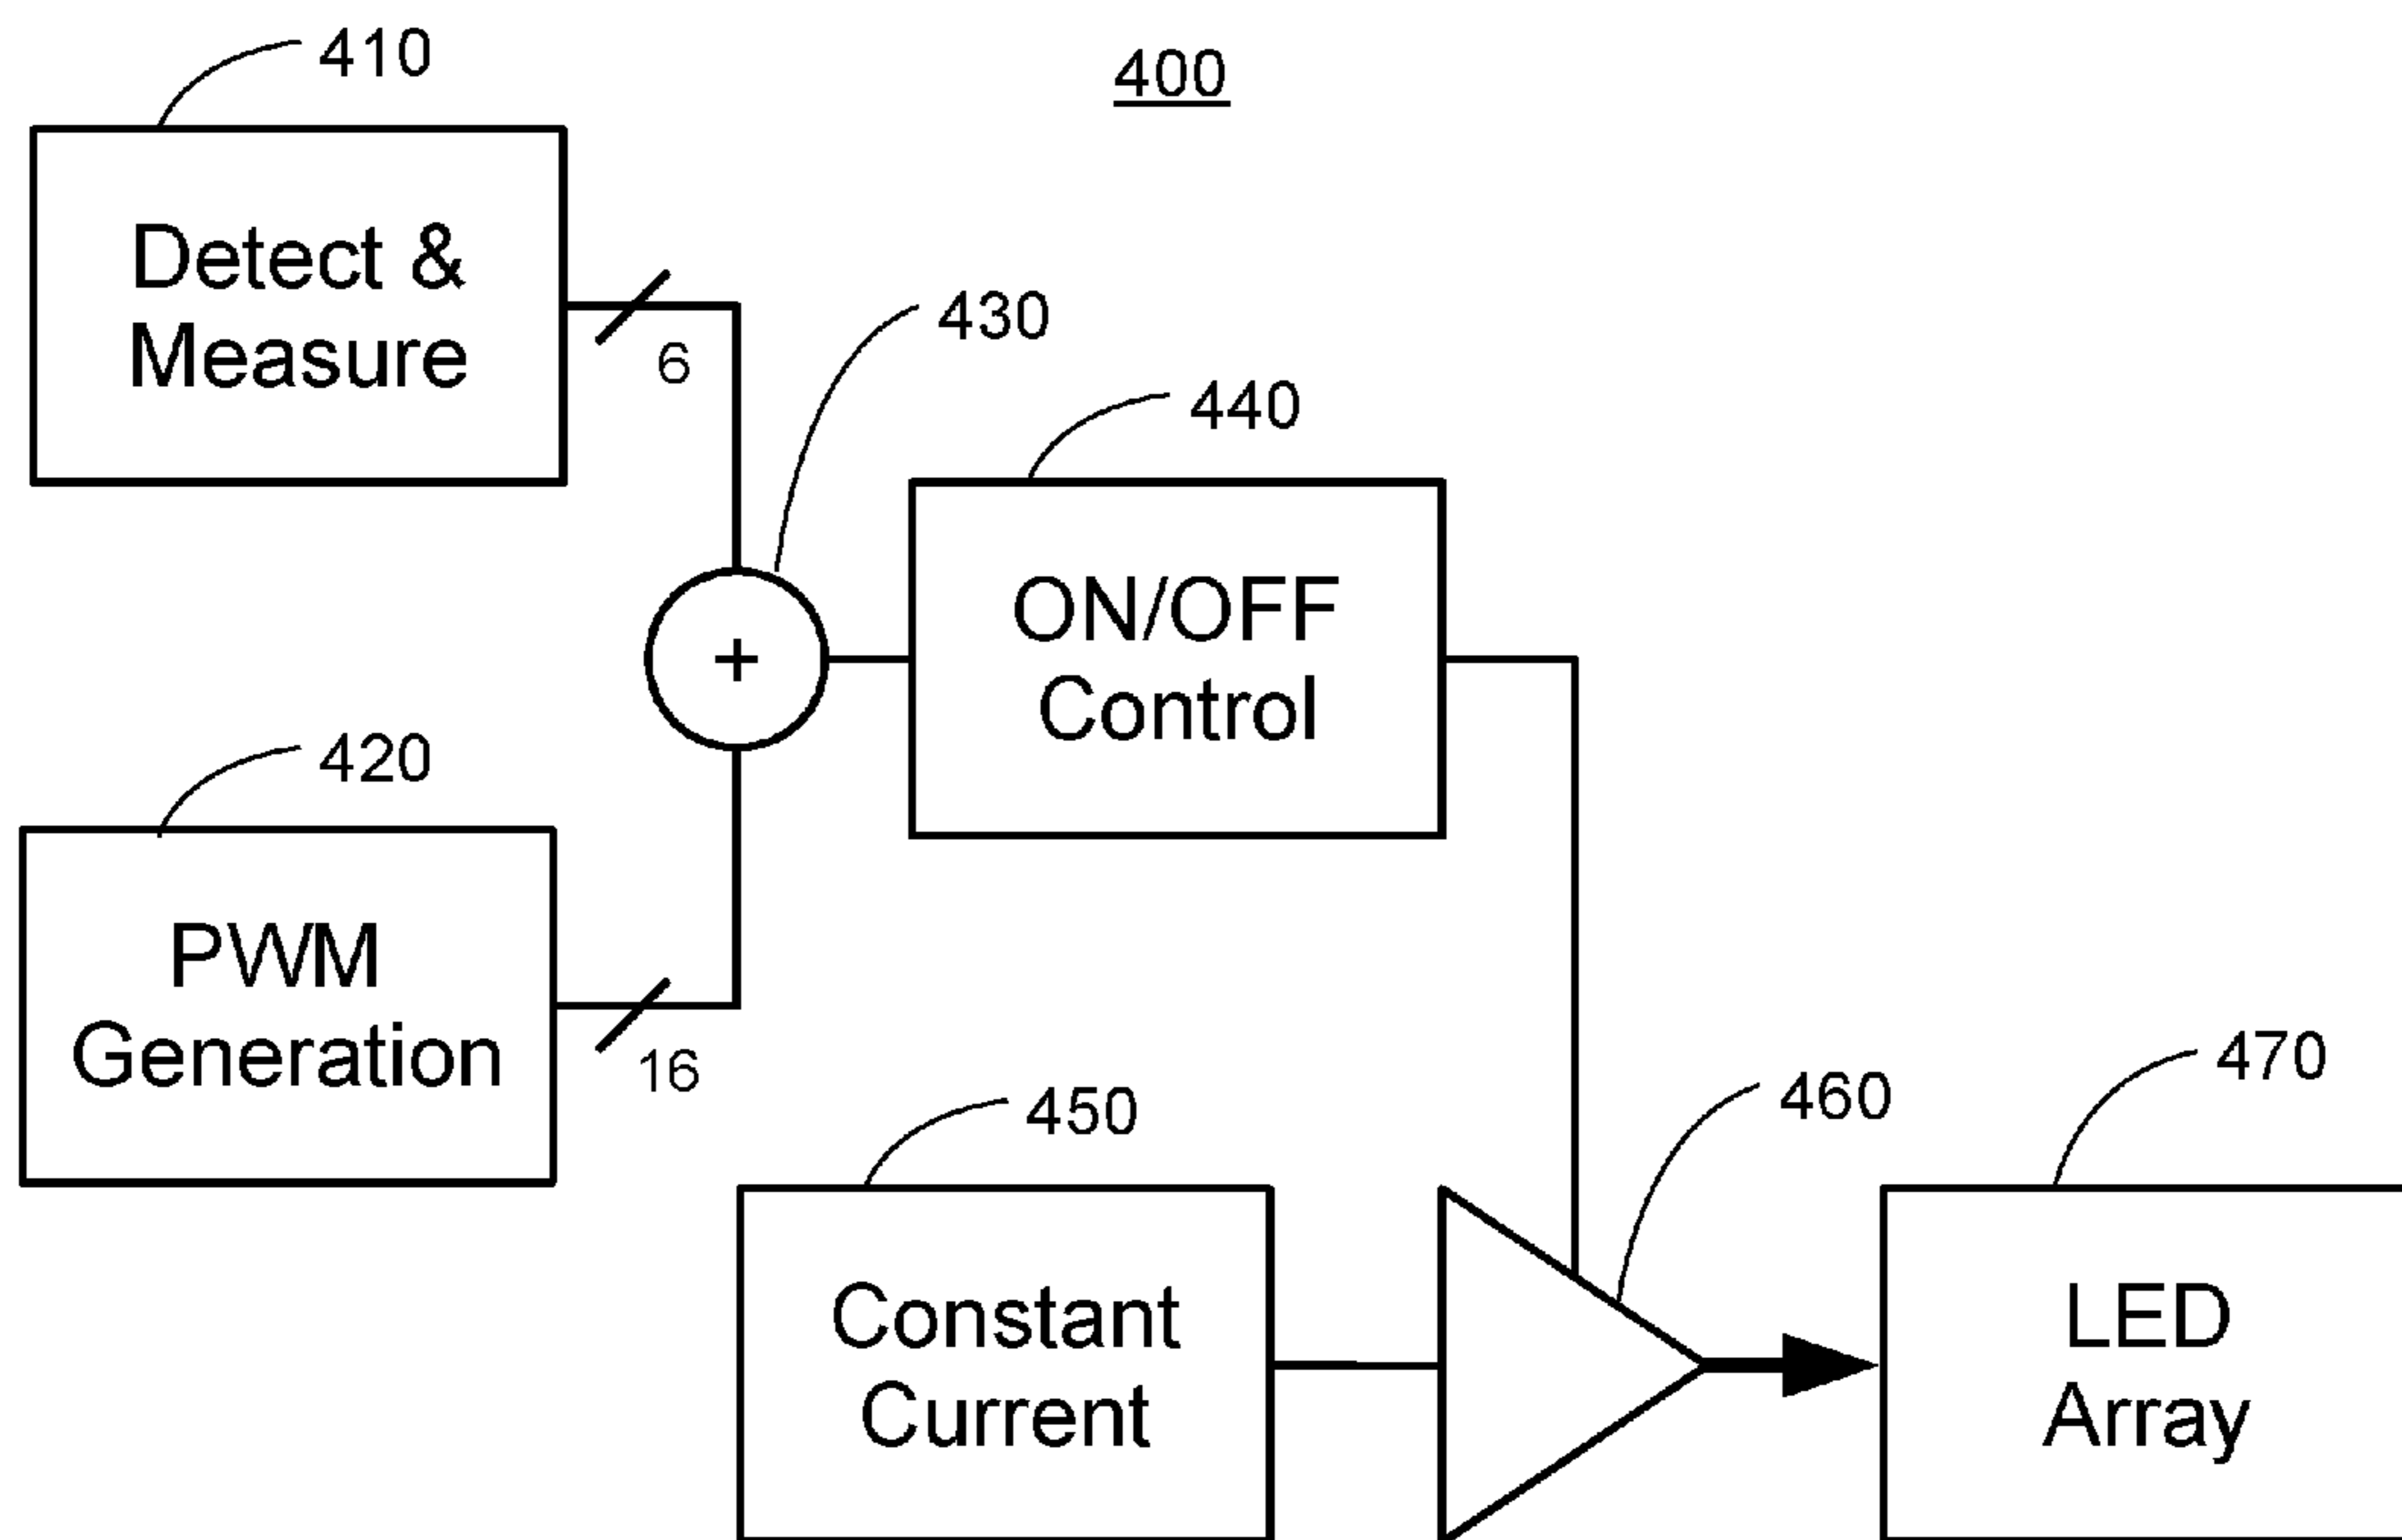 410
400
Detect &
Measure
6
430
440
ON/OFF
Control
+
420
PWM
Generation
16
450
460
470
Constant
Current
LED
Array